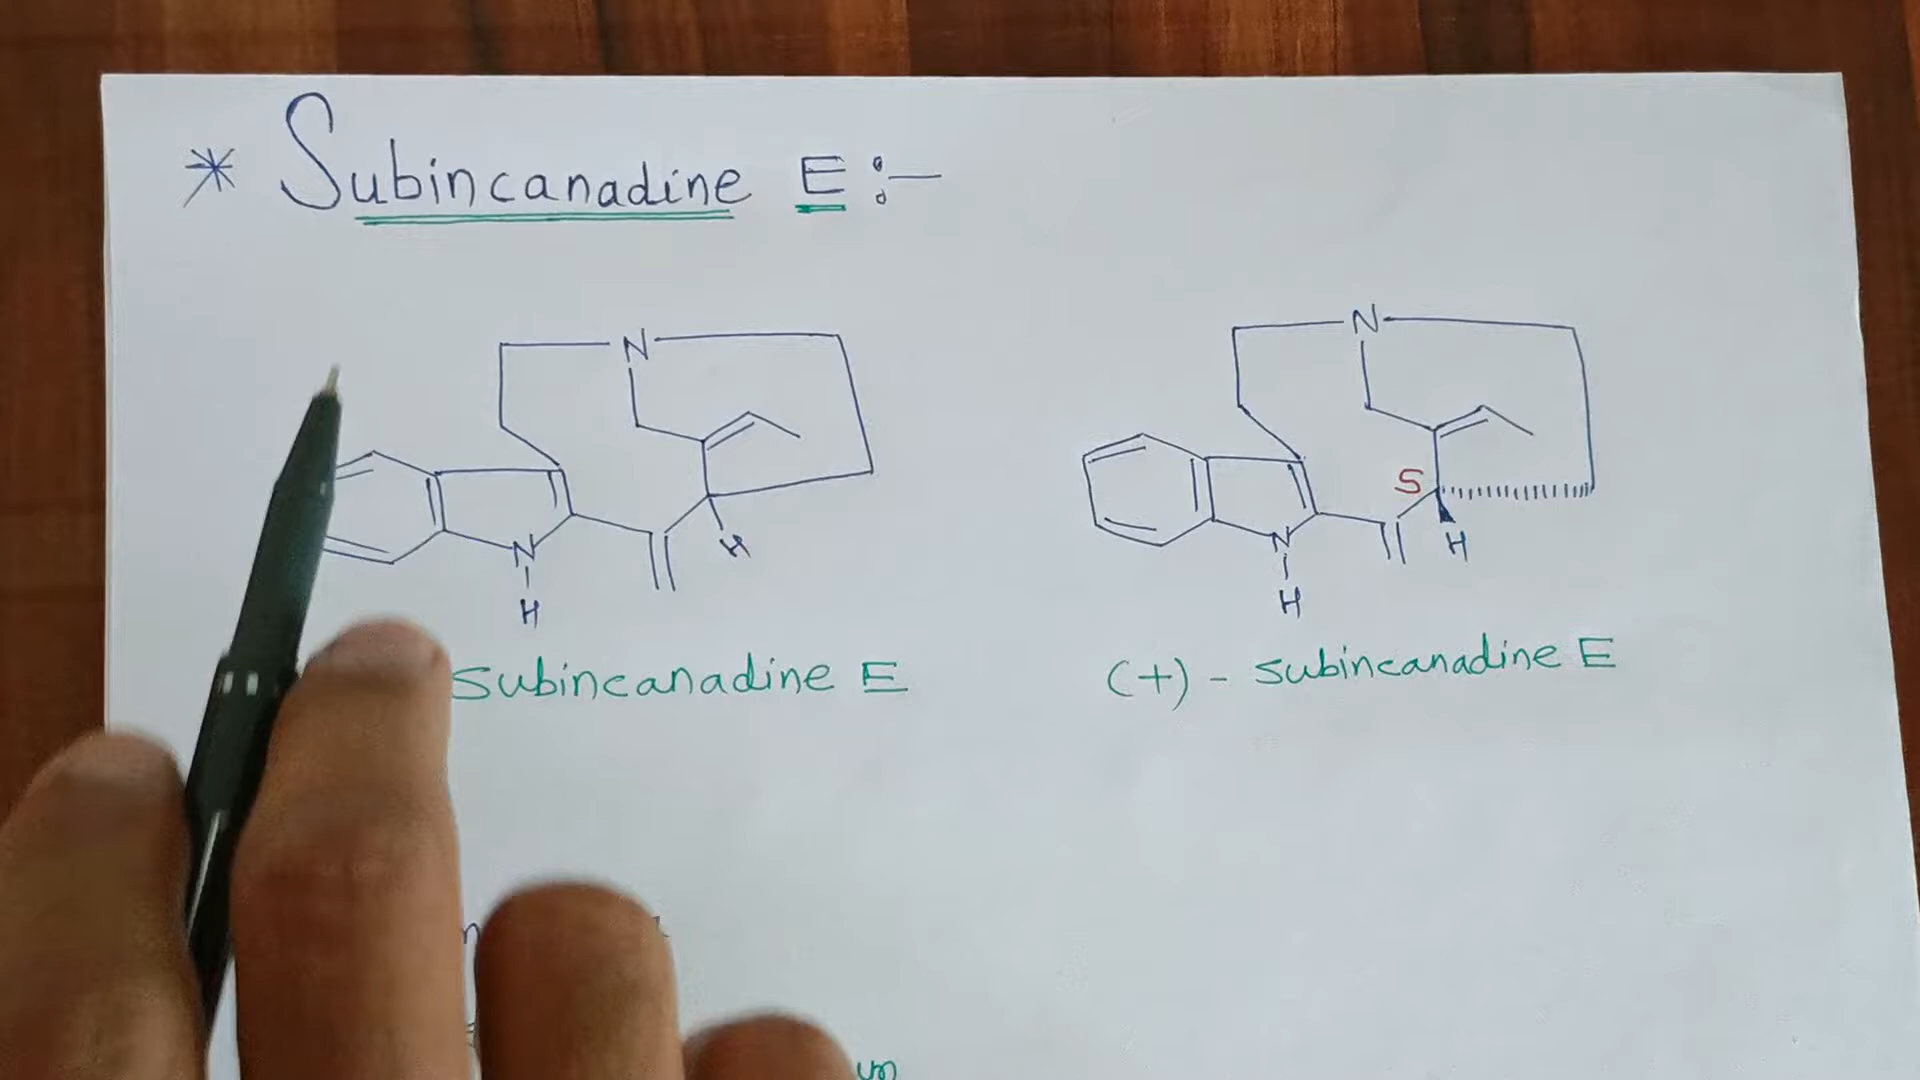 * Subincanadine E :-
N
N
S
H
H
N
N
H
H
subincanadine E
(+) - subincanadine E